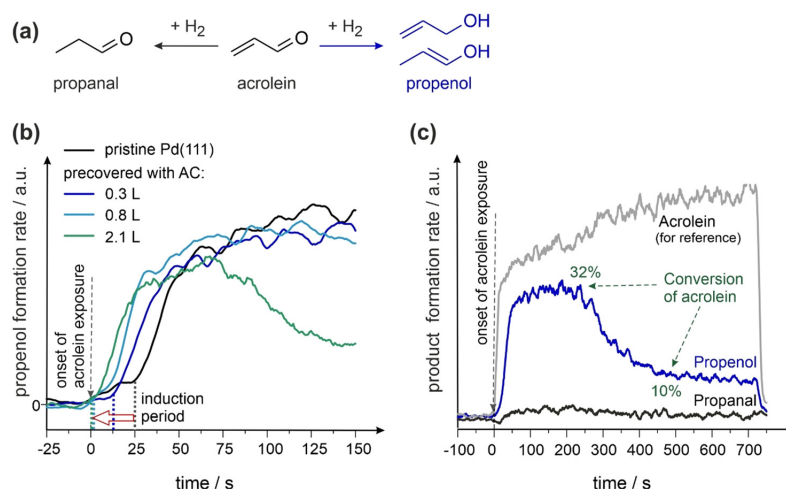 (a)
+ H2
+ H2
O
O
OH
OH
propanal
acrolein
propenol
(b)
propenol formation rate / a.u.
pristine Pd(111)
precovered with AC:
0.3 L
0.8 L
2.1 L
onset of
acrolein exposure
induction
period
0
-25 0 25 50 75 100 125 150
time / s
(c)
product formation rate / a.u.
onset of acrolein exposure
Acrolein
(for reference)
32%
Conversion
of acrolein
Propenol
10%
Propanal
-100 0 100 200 300 400 500 600 700
time / s